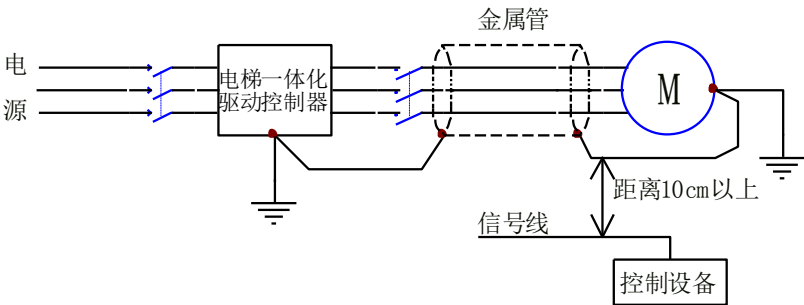 金属管
电
源
电梯一体化
驱动控制器
M
距离10cm以上
信号线
控制设备